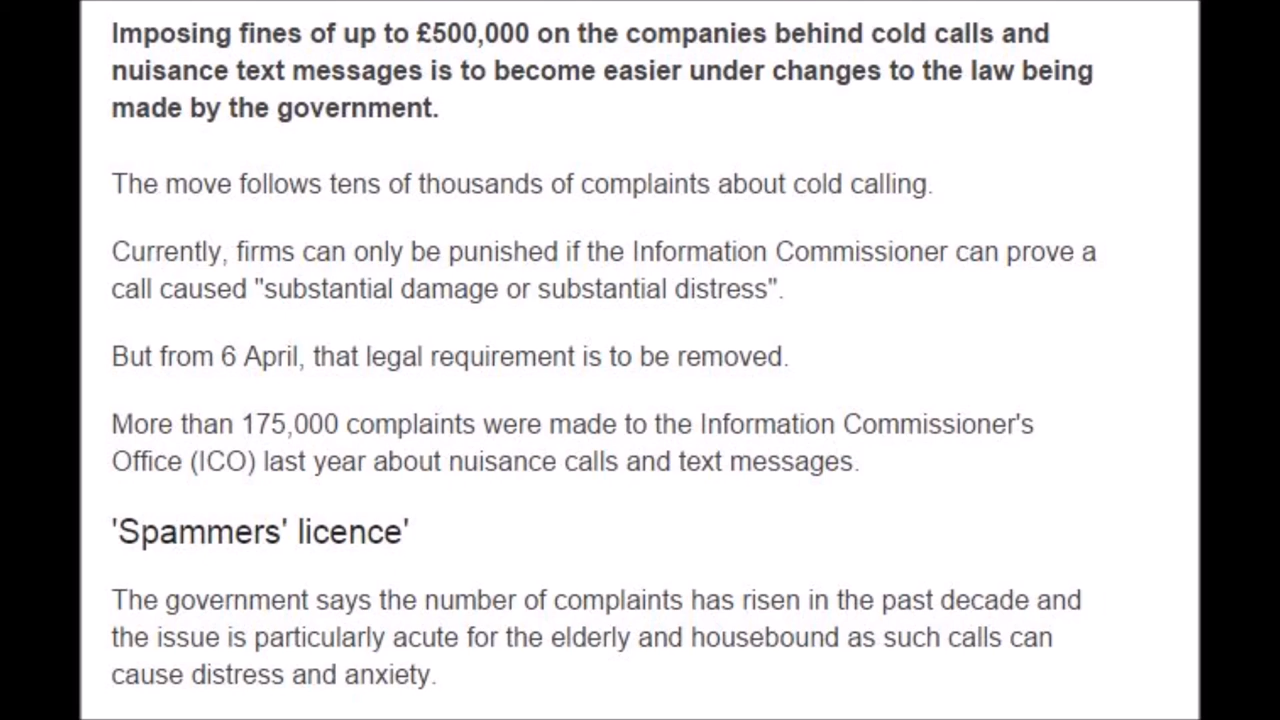 Imposing fines of up to £500,000 on the companies behind cold calls and
nuisance text messages is to become easier under changes to the law being
made by the government.
The move follows tens of thousands of complaints about cold calling.
Currently, firms can only be punished if the Information Commissioner can prove a
call caused "substantial damage or substantial distress".
But from 6 April, that legal requirement is to be removed.
More than 175,000 complaints were made to the Information Commissioner's
Office (ICO) last year about nuisance calls and text messages.
'Spammers' licence'
The government says the number of complaints has risen in the past decade and
the issue is particularly acute for the elderly and housebound as such calls can
cause distress and anxiety.